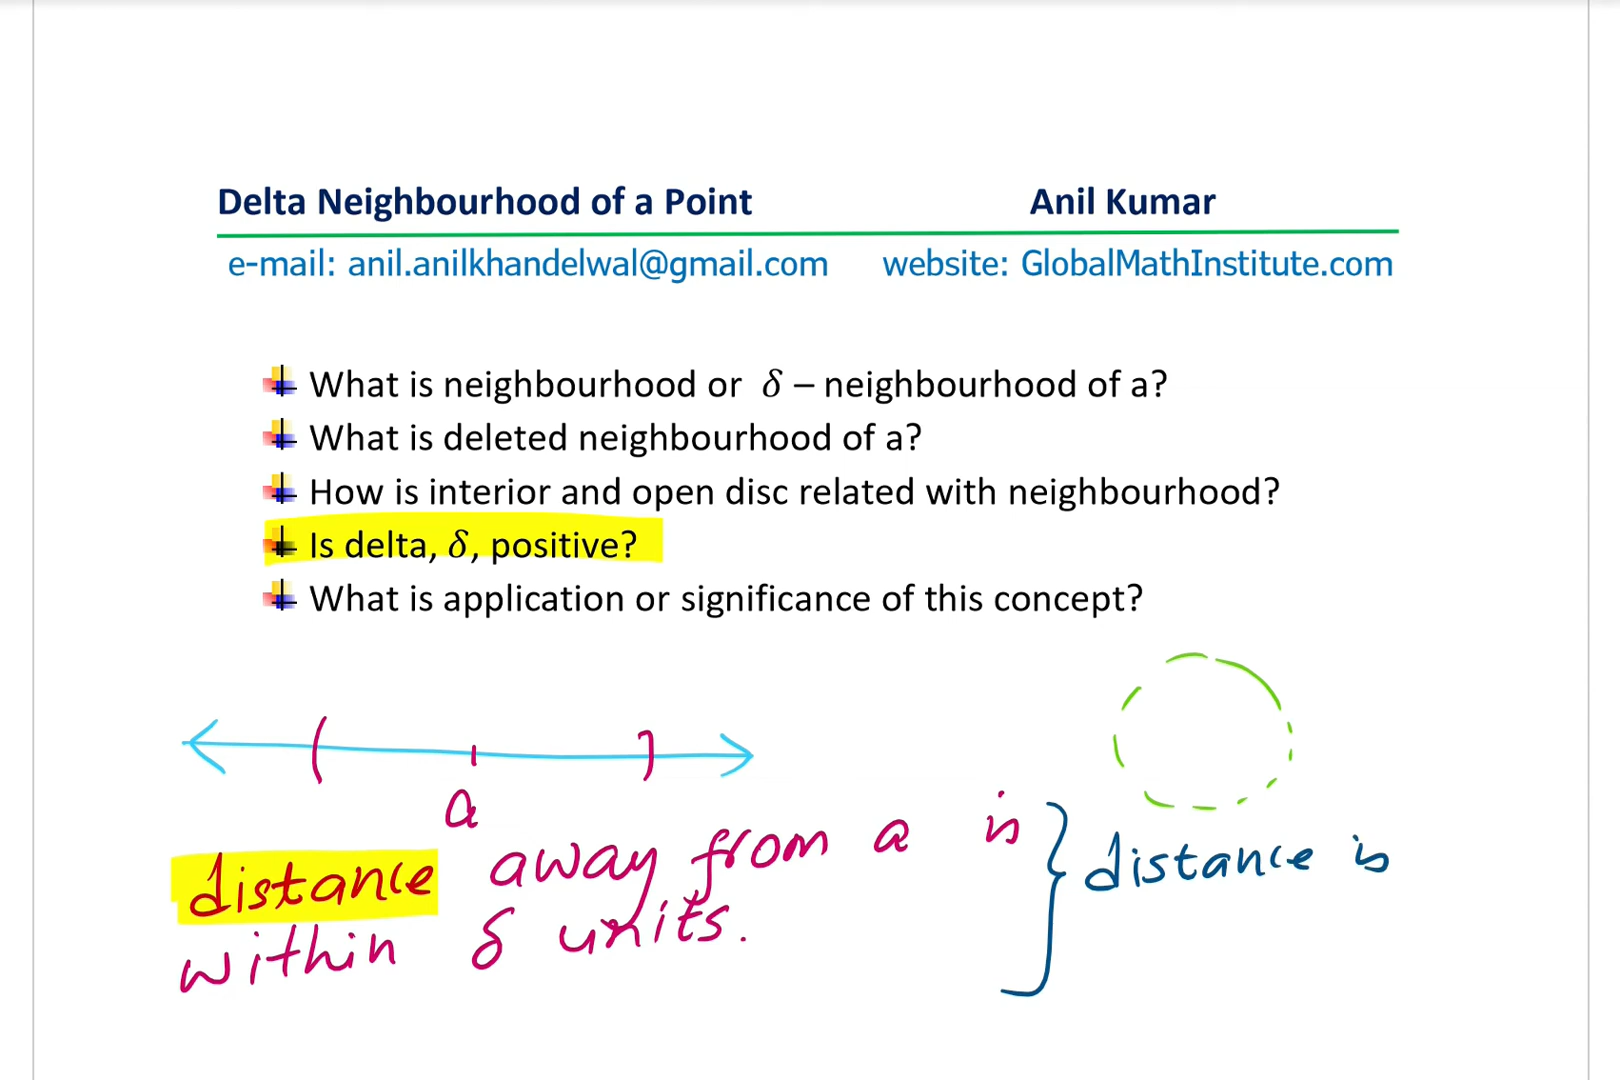 Delta Neighbourhood of a Point Anil Kumar
e-mail: anil.anilkhandelwal@gmail.com website: GlobalMathInstitute.com
What is neighbourhood or δ – neighbourhood of a?
What is deleted neighbourhood of a?
How is interior and open disc related with neighbourhood?
Is delta, δ, positive?
What is application or significance of this concept?
a
distance away from a is
within δ units.
distance is